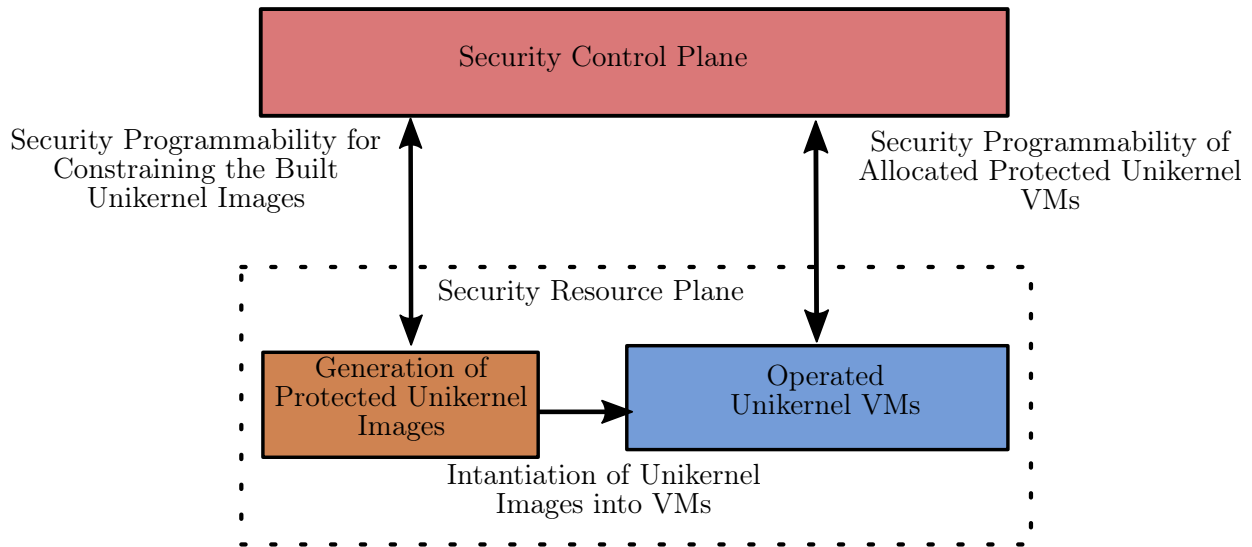 Security Control Plane
Security Programmability for
Constraining the Built
Unikernel Images
Security Programmability of
Allocated Protected Unikernel
VMs
Security Resource Plane
Generation of
Protected Unikernel
Images
Operated
Unikernel VMs
Intantiation of Unikernel
Images into VMs